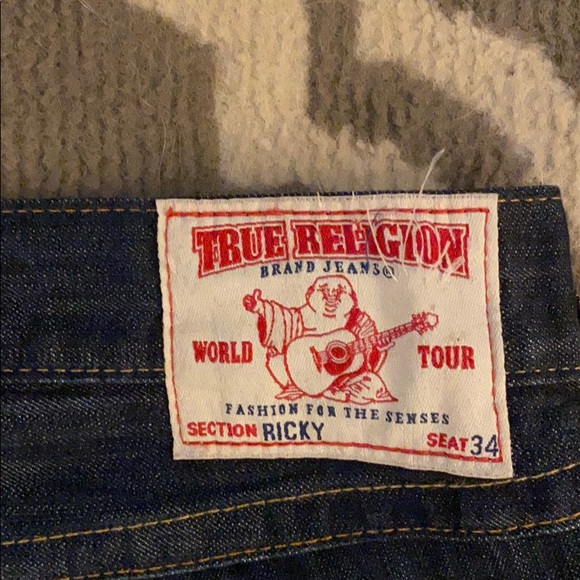 TRUE RELIGION
BRAND JEANS®
WORLD TOUR
FASHION FOR THE SENSES
SECTION RICKY SEAT 34